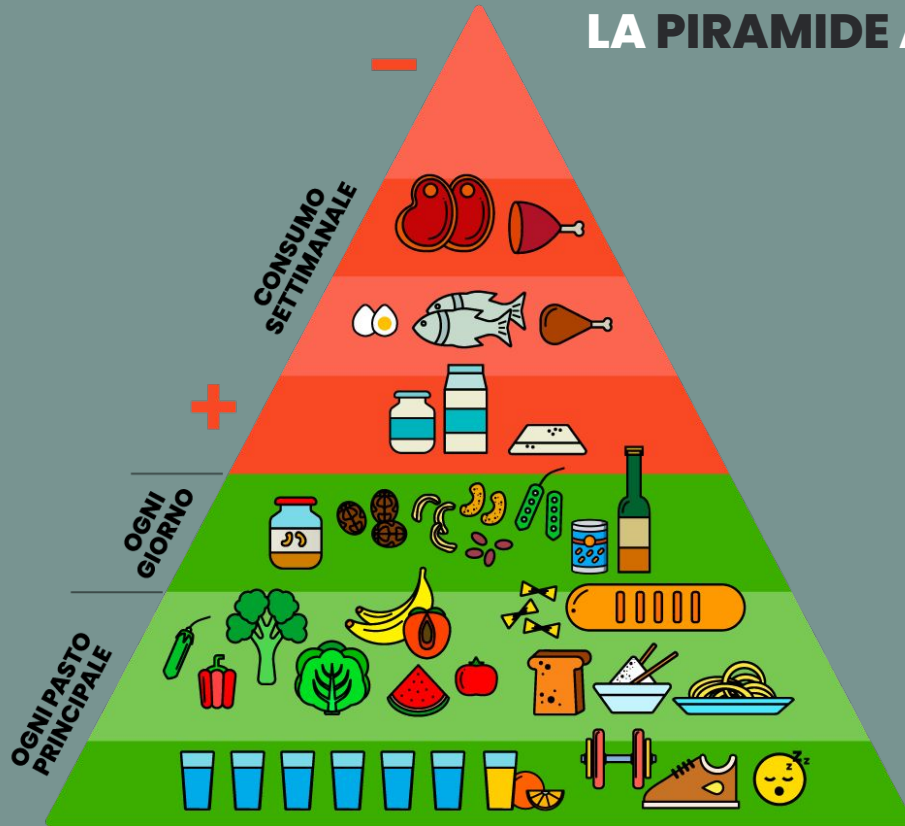 LA PIRAMIDE A
CONSUMO
SETTIMANALE
OGNI
GIORNO
OGNI PASTO
PRINCIPALE